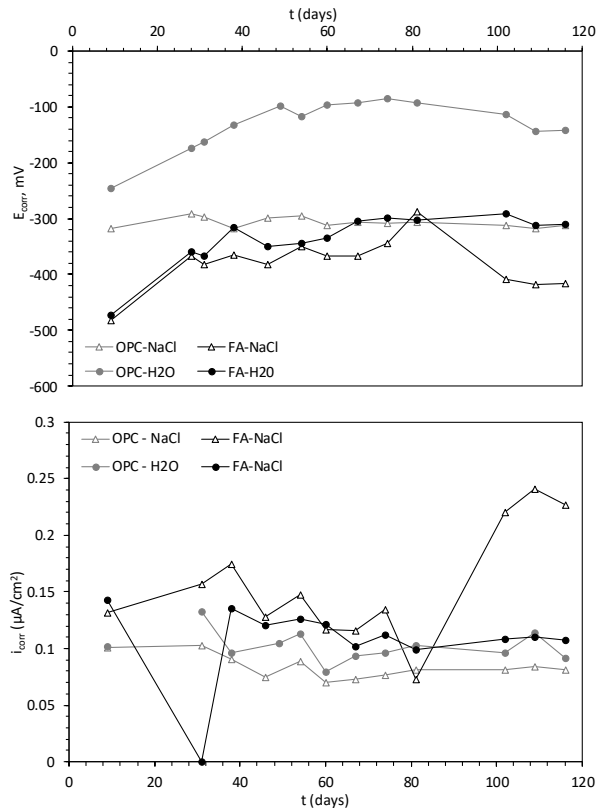 t (days)
0 20 40 60 80 100 120
0
-100
-200
-300
-400
-500
-600
E_corr, mV
OPC-NaCl FA-NaCl
OPC-H2O FA-H20
0.3
0.25
0.2
0.15
0.1
0.05
0
i_corr (µA/cm²)
OPC - NaCl FA-NaCl
OPC - H2O FA-NaCl
0 20 40 60 80 100 120
t (days)